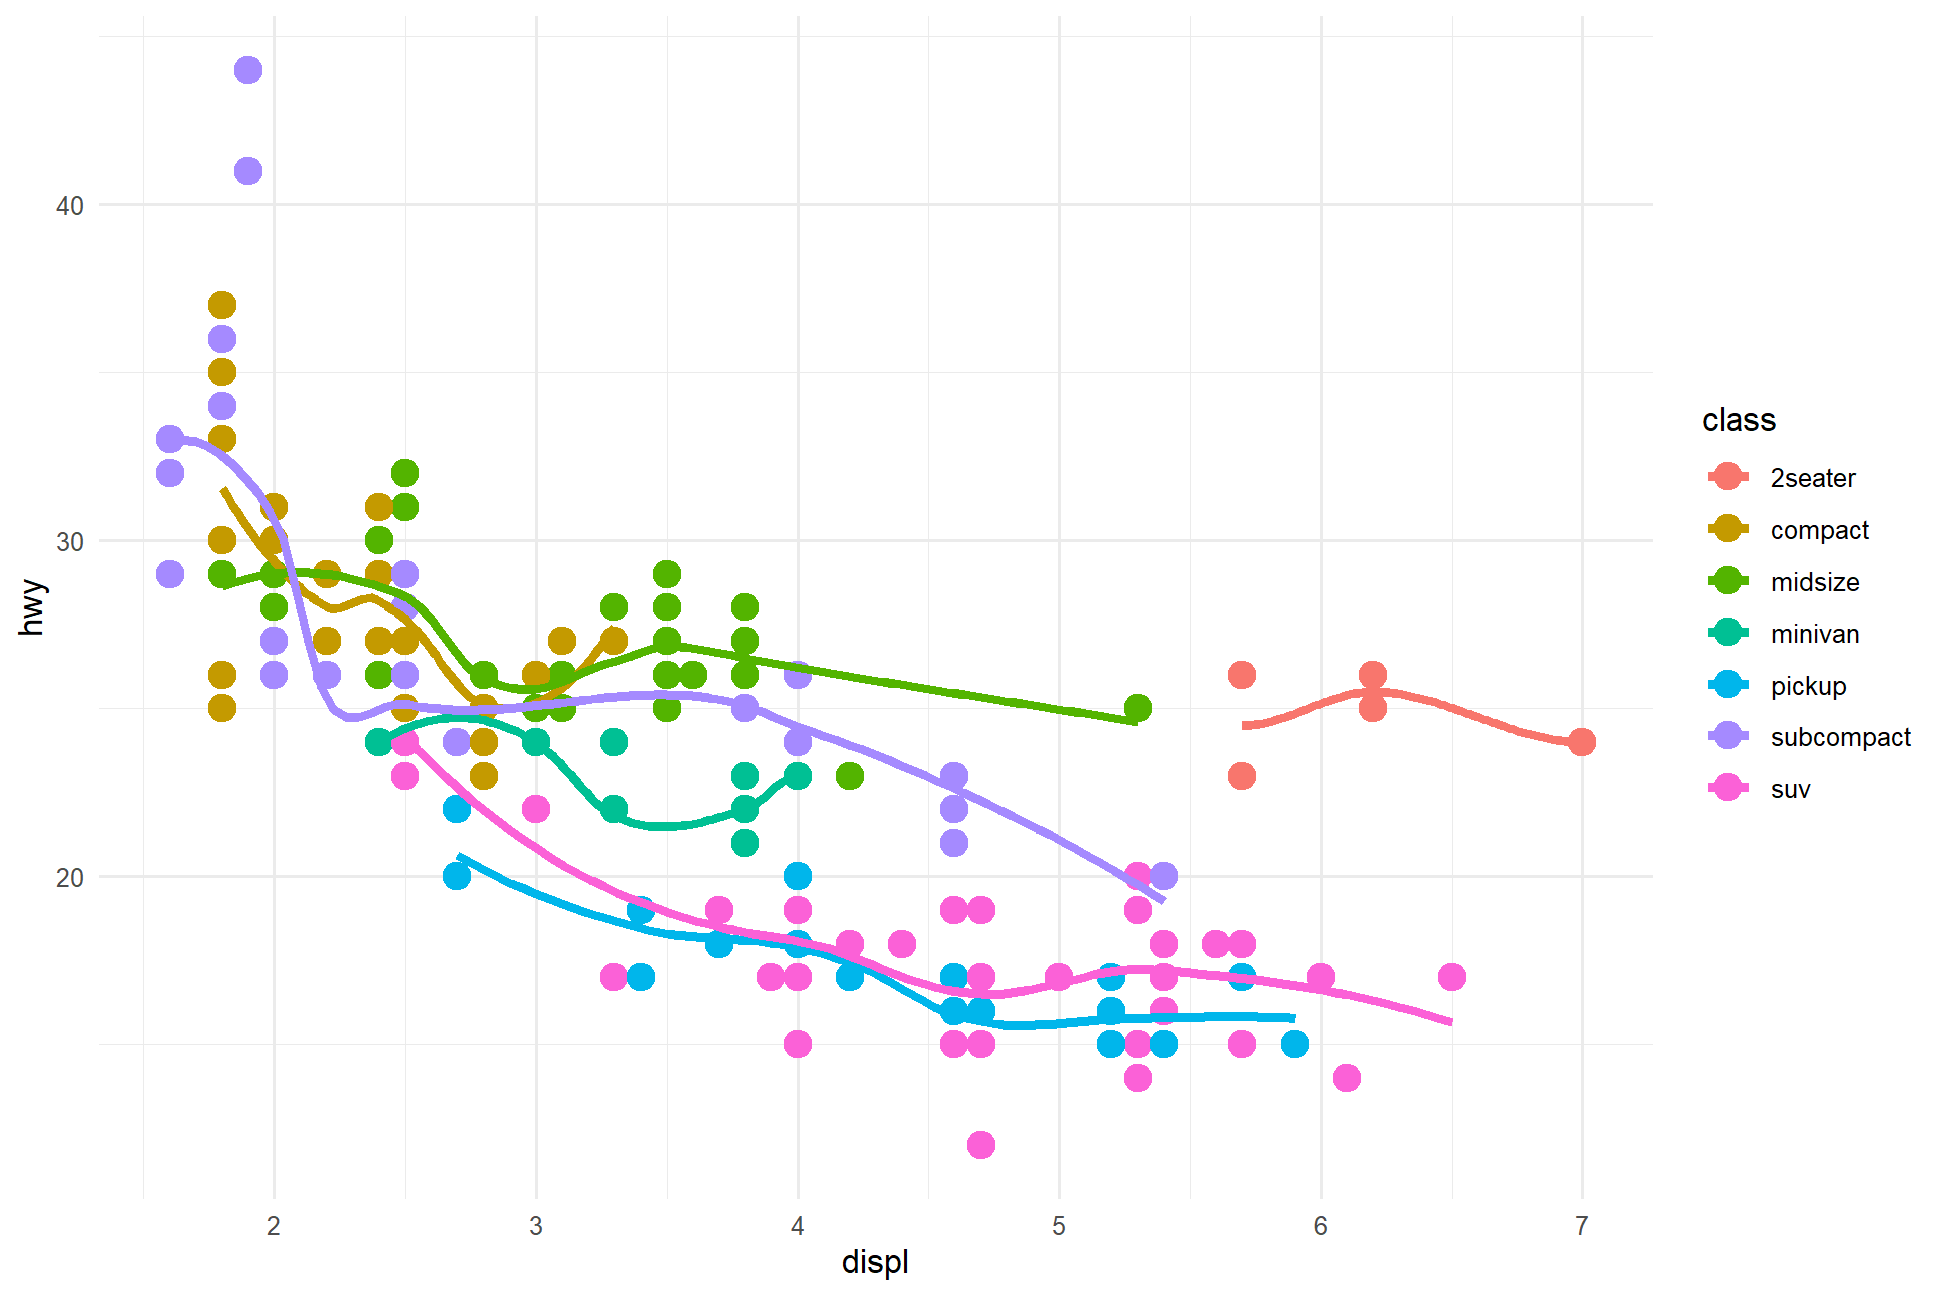 40
30
20
hwy
2
3
4
5
6
7
displ
class
2seater
compact
midsize
minivan
pickup
subcompact
suv